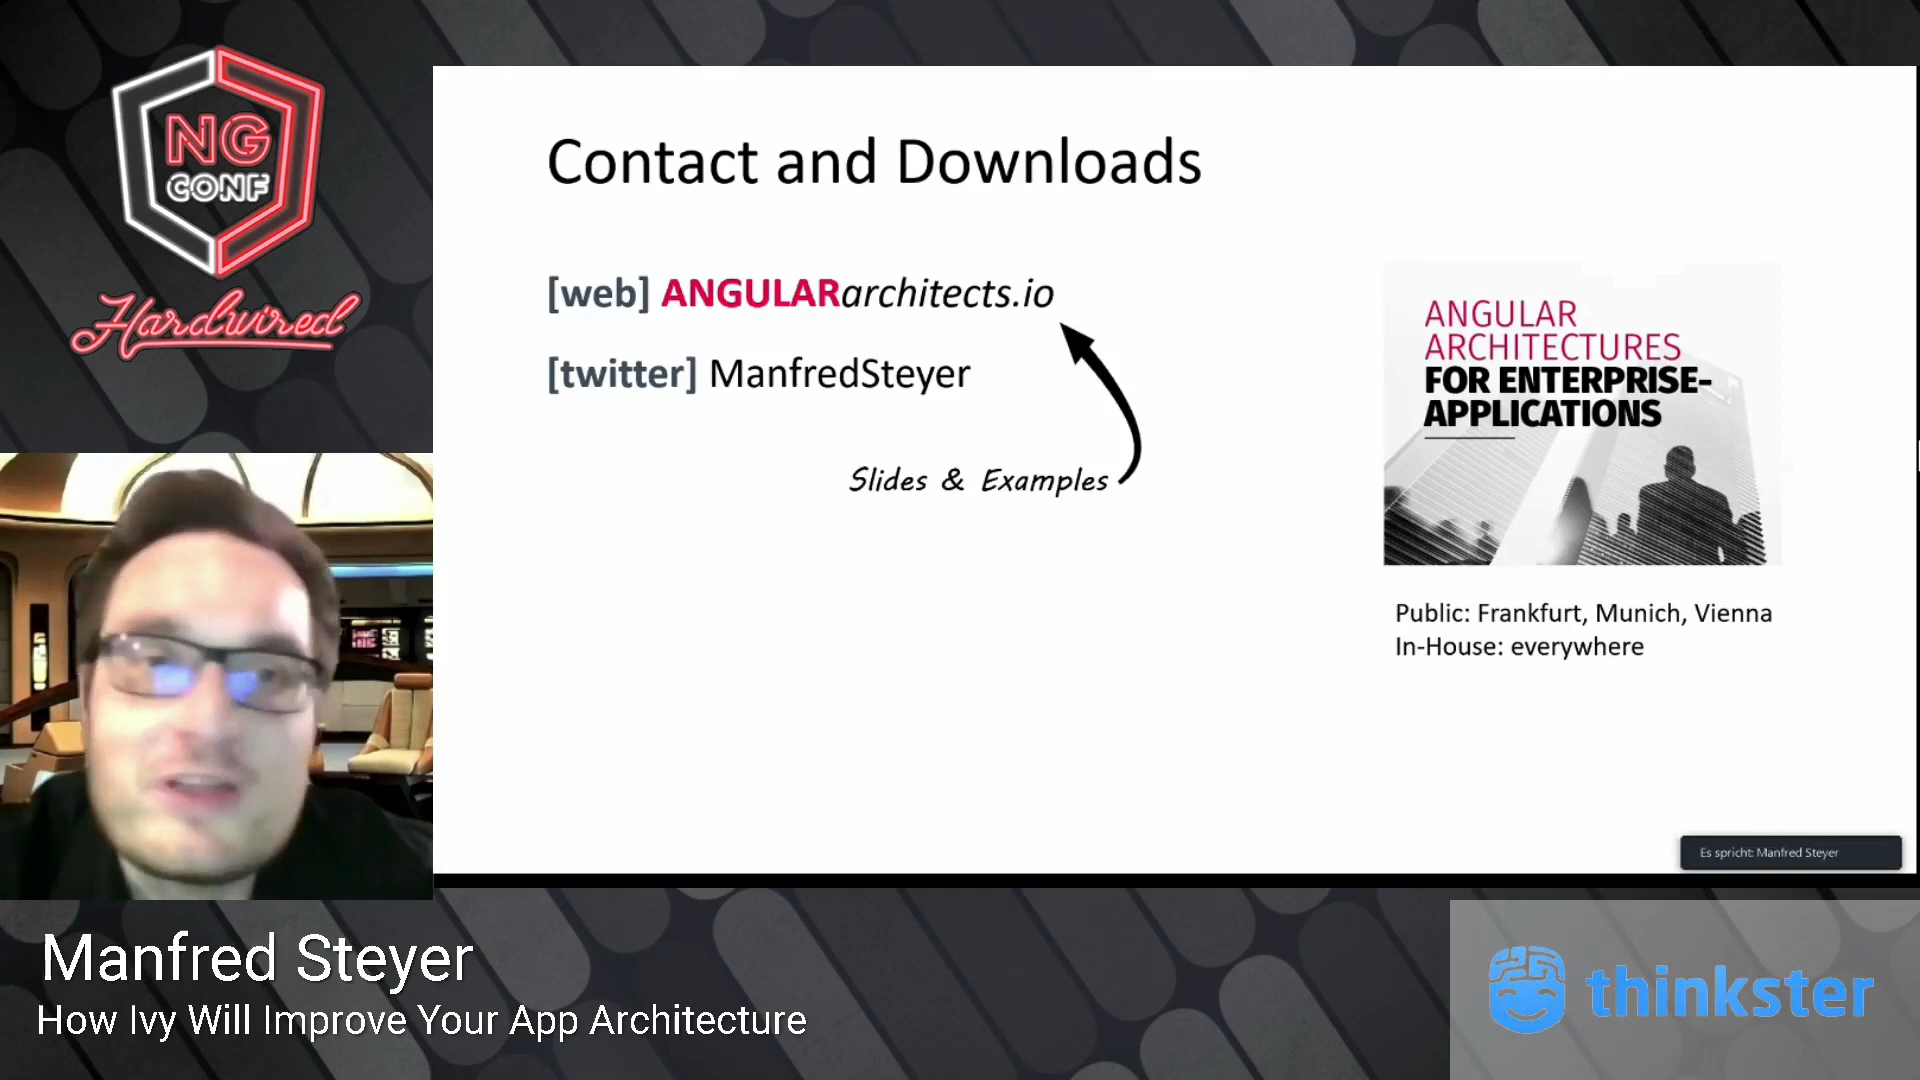 NG
CONF
Hardwired
Contact and Downloads
[web] ANGULARarchitects.io
[twitter] ManfredSteyer
Slides & Examples
ANGULAR
ARCHITECTURES
FOR ENTERPRISE-
APPLICATIONS
Public: Frankfurt, Munich, Vienna
In-House: everywhere
Es spricht: Manfred Steyer
Manfred Steyer
How Ivy Will Improve Your App Architecture
thinkster